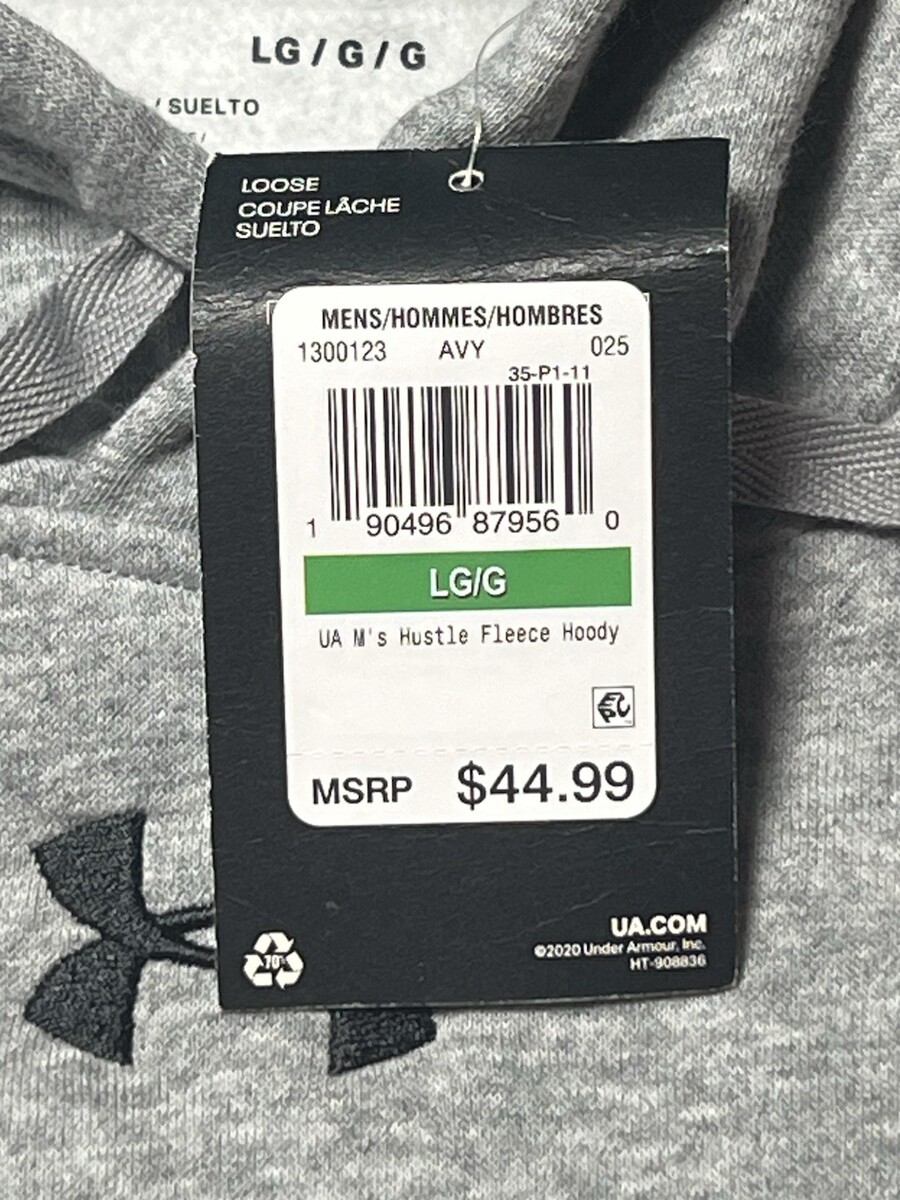 LG / G / G
/ SUELTO
LOOSE
COUPE LÂCHE
SUELTO
MENS/HOMMES/HOMBRES
1300123 AVY 025
35-P1-11
1 90496 87956 0
LG/G
UA M's Hustle Fleece Hoody
MSRP $44.99
70%
UA.COM
©2020 Under Armour, Inc.
HT-908836